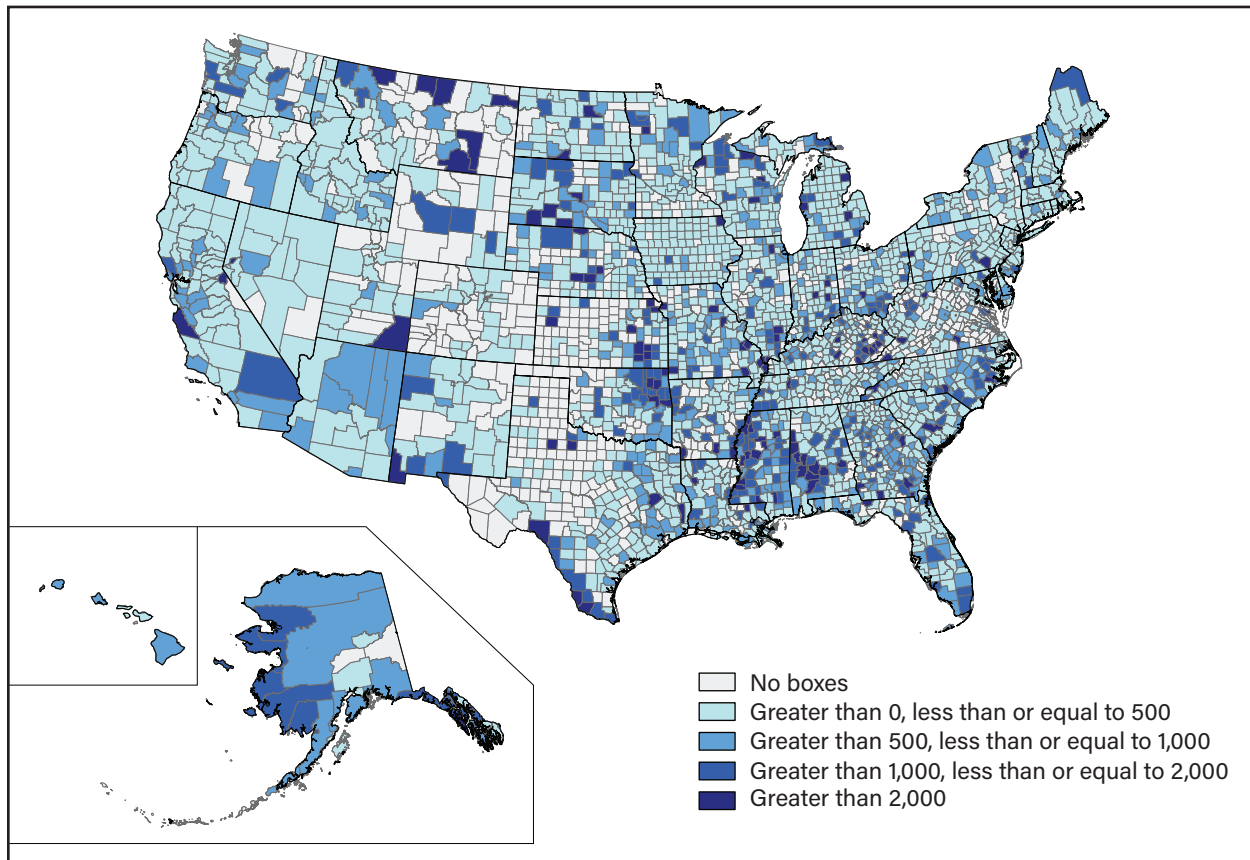 No boxes
Greater than 0, less than or equal to 500
Greater than 500, less than or equal to 1,000
Greater than 1,000, less than or equal to 2,000
Greater than 2,000